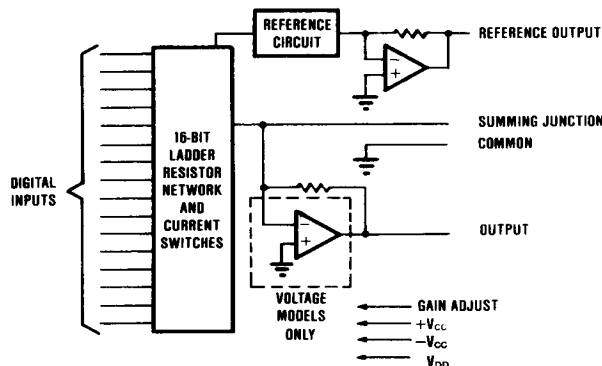 REFERENCE
CIRCUIT
REFERENCE OUTPUT
−
+
16-BIT
LADDER
RESISTOR
NETWORK
AND
CURRENT
SWITCHES
SUMMING JUNCTION
COMMON
DIGITAL
INPUTS
−
+
OUTPUT
VOLTAGE
MODELS
ONLY
GAIN ADJUST
+VCC
−VCC
VDD